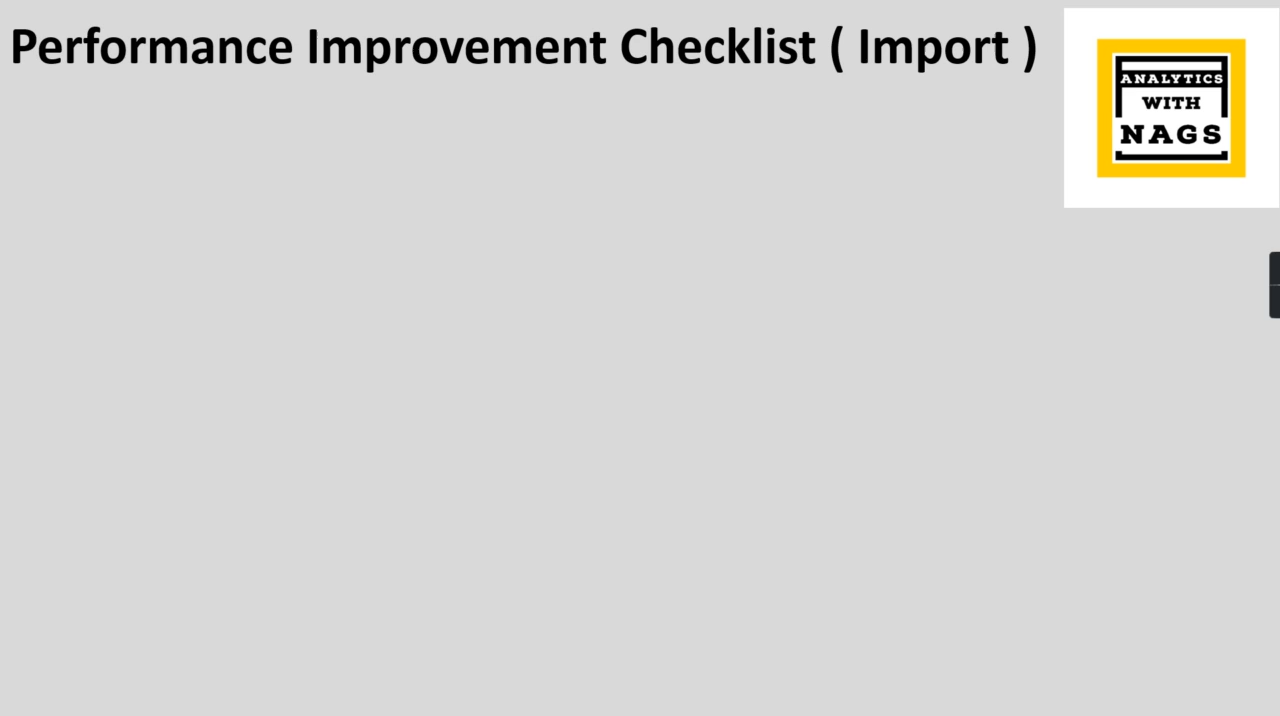 Performance Improvement Checklist ( Import )
ANALYTICS
WITH
NAGS